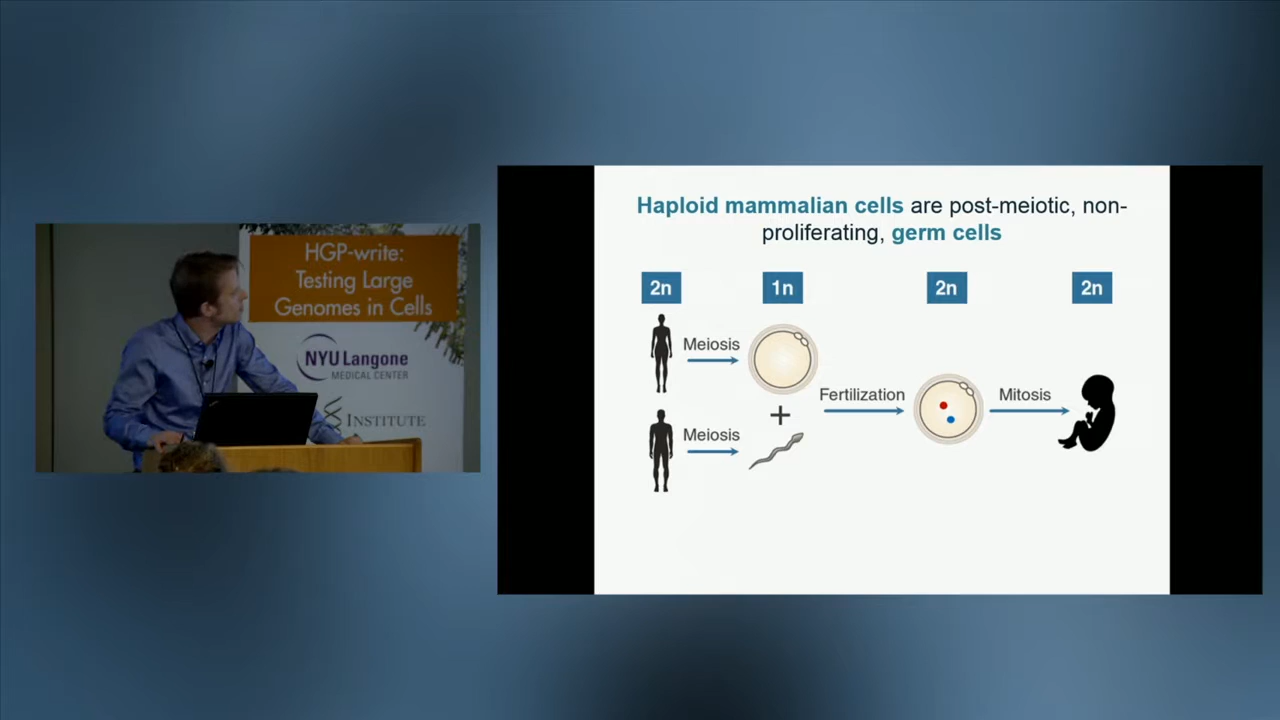 HGP-write:
Testing Large
Genomes in Cells
NYU Langone
MEDICAL CENTER
INSTITUTE
Haploid mammalian cells are post-meiotic, non-
proliferating, germ cells
2n
1n
2n
2n
Meiosis
Fertilization
Mitosis
+
Meiosis